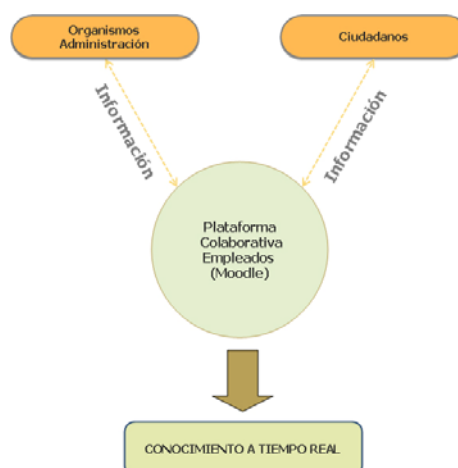 Organismos
Administración
Ciudadanos
Información
Información
Plataforma
Colaborativa
Empleados
(Moodle)
CONOCIMIENTO A TIEMPO REAL